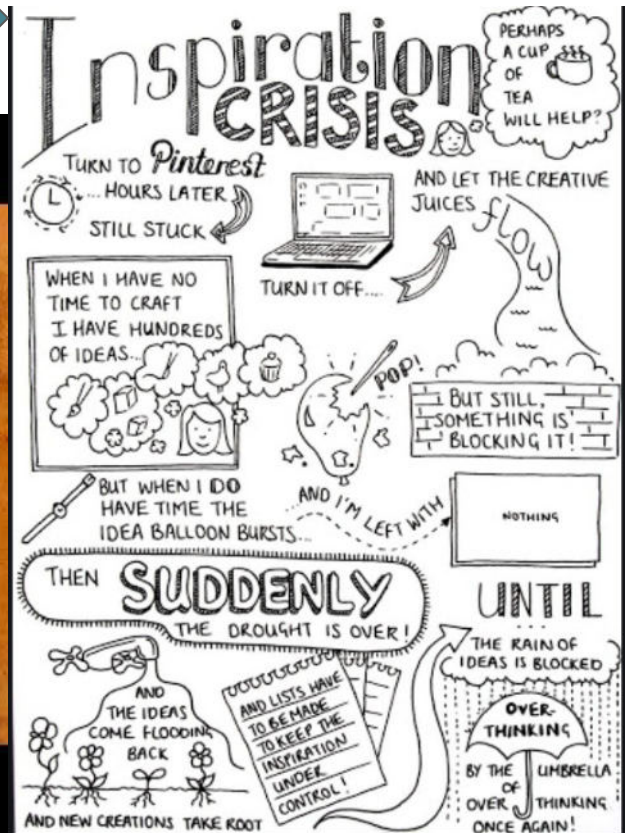 Inspiration
CRISIS
PERHAPS
A CUP
OF
TEA
WILL HELP?
TURN TO Pinterest
...HOURS LATER
STILL STUCK
TURN IT OFF....
AND LET THE CREATIVE
JUICES flow
BUT STILL,
SOMETHING IS
BLOCKING IT!
WHEN I HAVE NO
TIME TO CRAFT
I HAVE HUNDREDS
OF IDEAS...
POP!
BUT WHEN I DO
HAVE TIME THE
IDEA BALLOON BURSTS...
...AND I'M LEFT WITH
NOTHING
THEN SUDDENLY
THE DROUGHT IS OVER!
AND
THE IDEAS
COME FLOODING
BACK
AND NEW CREATIONS TAKE ROOT
AND LISTS HAVE
TO BE MADE
TO KEEP THE
INSPIRATION
UNDER
CONTROL!
UNTIL
THE RAIN OF
IDEAS IS BLOCKED
OVER-
THINKING
BY THE UMBRELLA
OF
OVER THINKING
ONCE AGAIN!